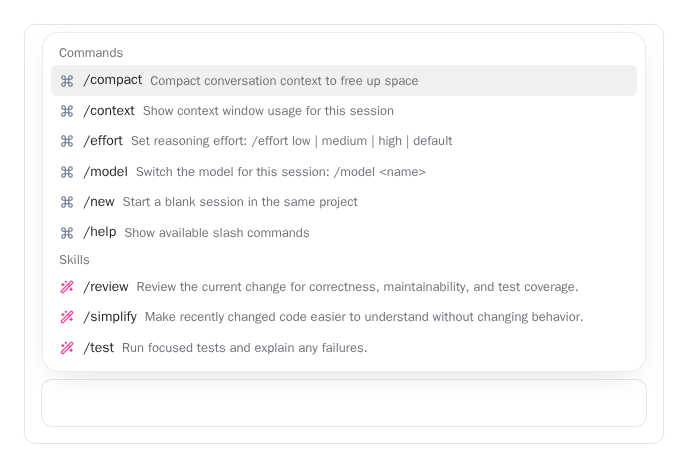 Commands
/compact Compact conversation context to free up space
/context Show context window usage for this session
/effort Set reasoning effort: /effort low | medium | high | default
/model Switch the model for this session: /model <name>
/new Start a blank session in the same project
/help Show available slash commands
Skills
/review Review the current change for correctness, maintainability, and test coverage.
/simplify Make recently changed code easier to understand without changing behavior.
/test Run focused tests and explain any failures.